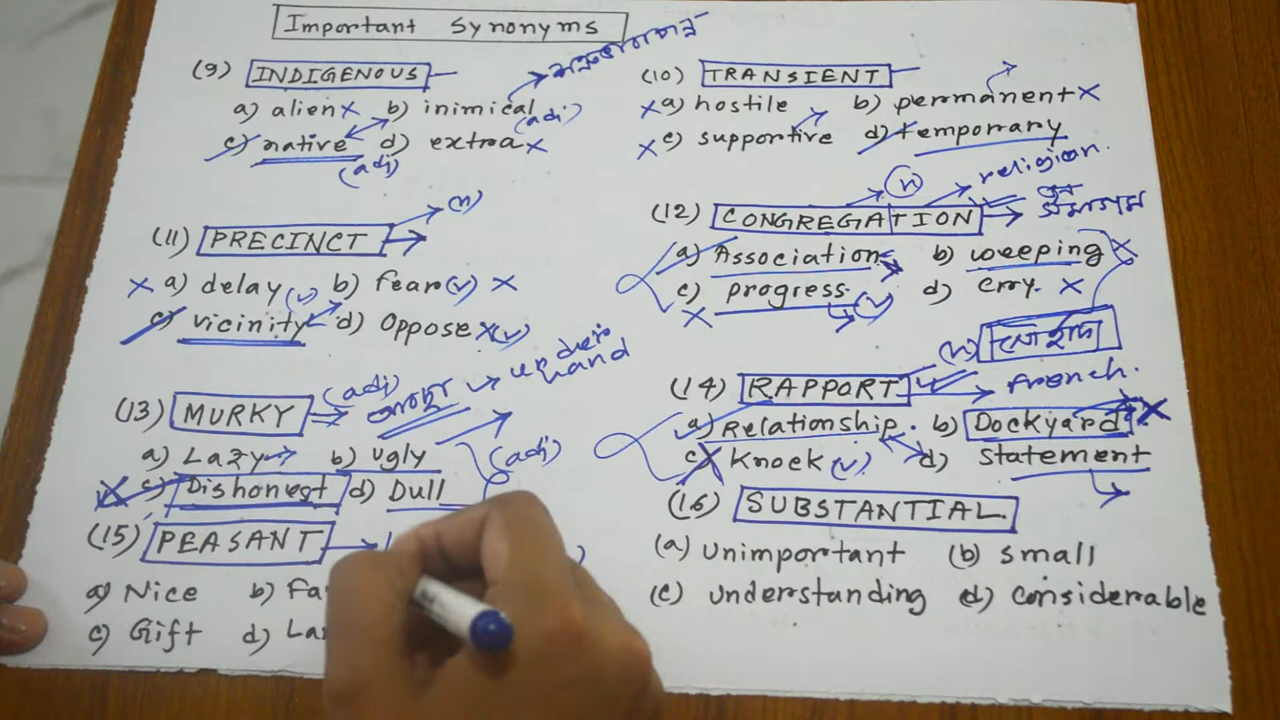 Important Synonyms
(9) INDIGENOUS
a) alien x b) inimical (adj)
c) native d) extra x
(adj)
(10) TRANSIENT
x a) hostile b) permanent x
x c) supportive d) temporary
(11) PRECINCT (n)
x a) delay (v) b) fear (v) x
c) vicinity d) Oppose x (v)
(12) CONGREGATION (n) religion.
a) Association b) weeping x
c) progress (v) d) cry. x
(13) MURKY (adj)
a) Lazy b) Ugly (adj)
c) Dishonest d) Dull
(14) RAPPORT (n) French.
a) Relationship. b) Dockyard x
c) Knock (v) d) Statement
(15) PEASANT
a) Nice b) Fa
c) Gift d) La
(16) SUBSTANTIAL
(a) unimportant (b) small
(c) understanding d) considerable